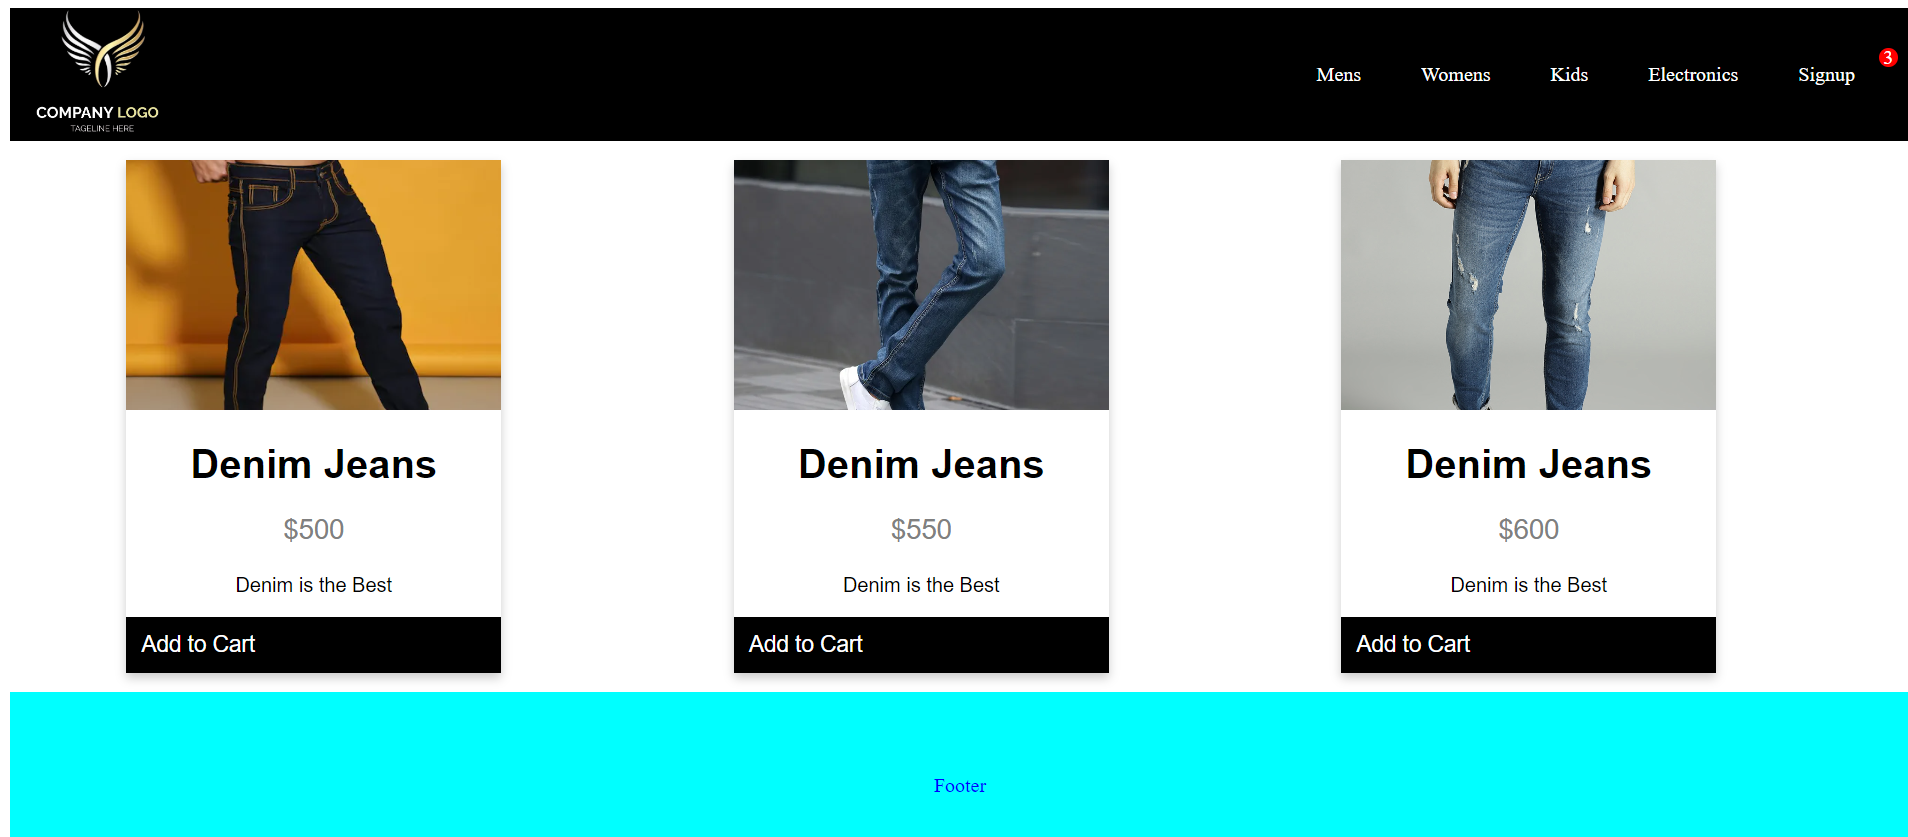 COMPANY LOGO
TAGELINE HERE
Mens Womens Kids Electronics Signup 3
Denim Jeans
$500
Denim is the Best
Add to Cart
Denim Jeans
$550
Denim is the Best
Add to Cart
Denim Jeans
$600
Denim is the Best
Add to Cart
Footer